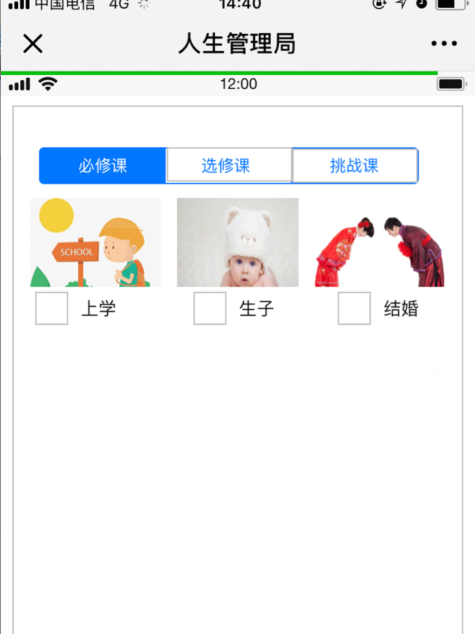 中国电信 4G 14:40
人生管理局
12:00
必修课 选修课 挑战课
SCHOOL
上学 生子 结婚